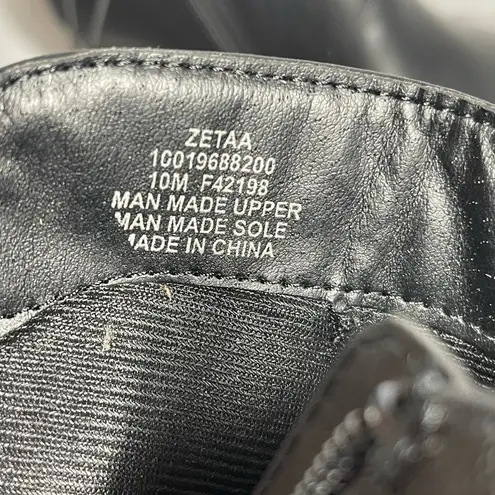 ZETAA
10019688200
10M F42198
MAN MADE UPPER
MAN MADE SOLE
MADE IN CHINA